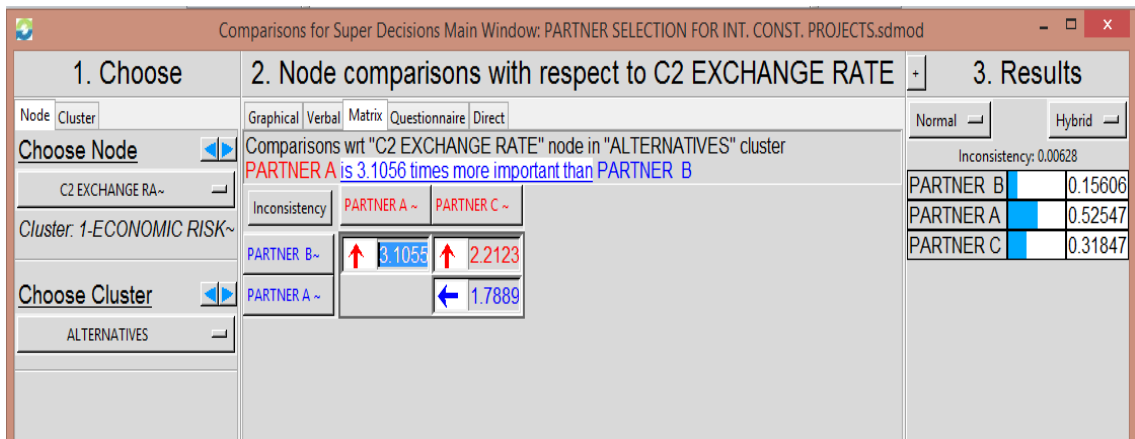 Comparisons for Super Decisions Main Window: PARTNER SELECTION FOR INT. CONST. PROJECTS.sdmod
1. Choose
Node Cluster
Choose Node
C2 EXCHANGE RA~
Cluster: 1-ECONOMIC RISK~
Choose Cluster
ALTERNATIVES
2. Node comparisons with respect to C2 EXCHANGE RATE
Graphical Verbal Matrix Questionnaire Direct
Comparisons wrt "C2 EXCHANGE RATE" node in "ALTERNATIVES" cluster
PARTNER A is 3.1056 times more important than PARTNER B
Inconsistency PARTNER A ~ PARTNER C ~
PARTNER B~ 3.1055 2.2123
PARTNER A ~ 1.7889
+ 3. Results
Normal Hybrid
Inconsistency: 0.00628
PARTNER B 0.15606
PARTNER A 0.52547
PARTNER C 0.31847